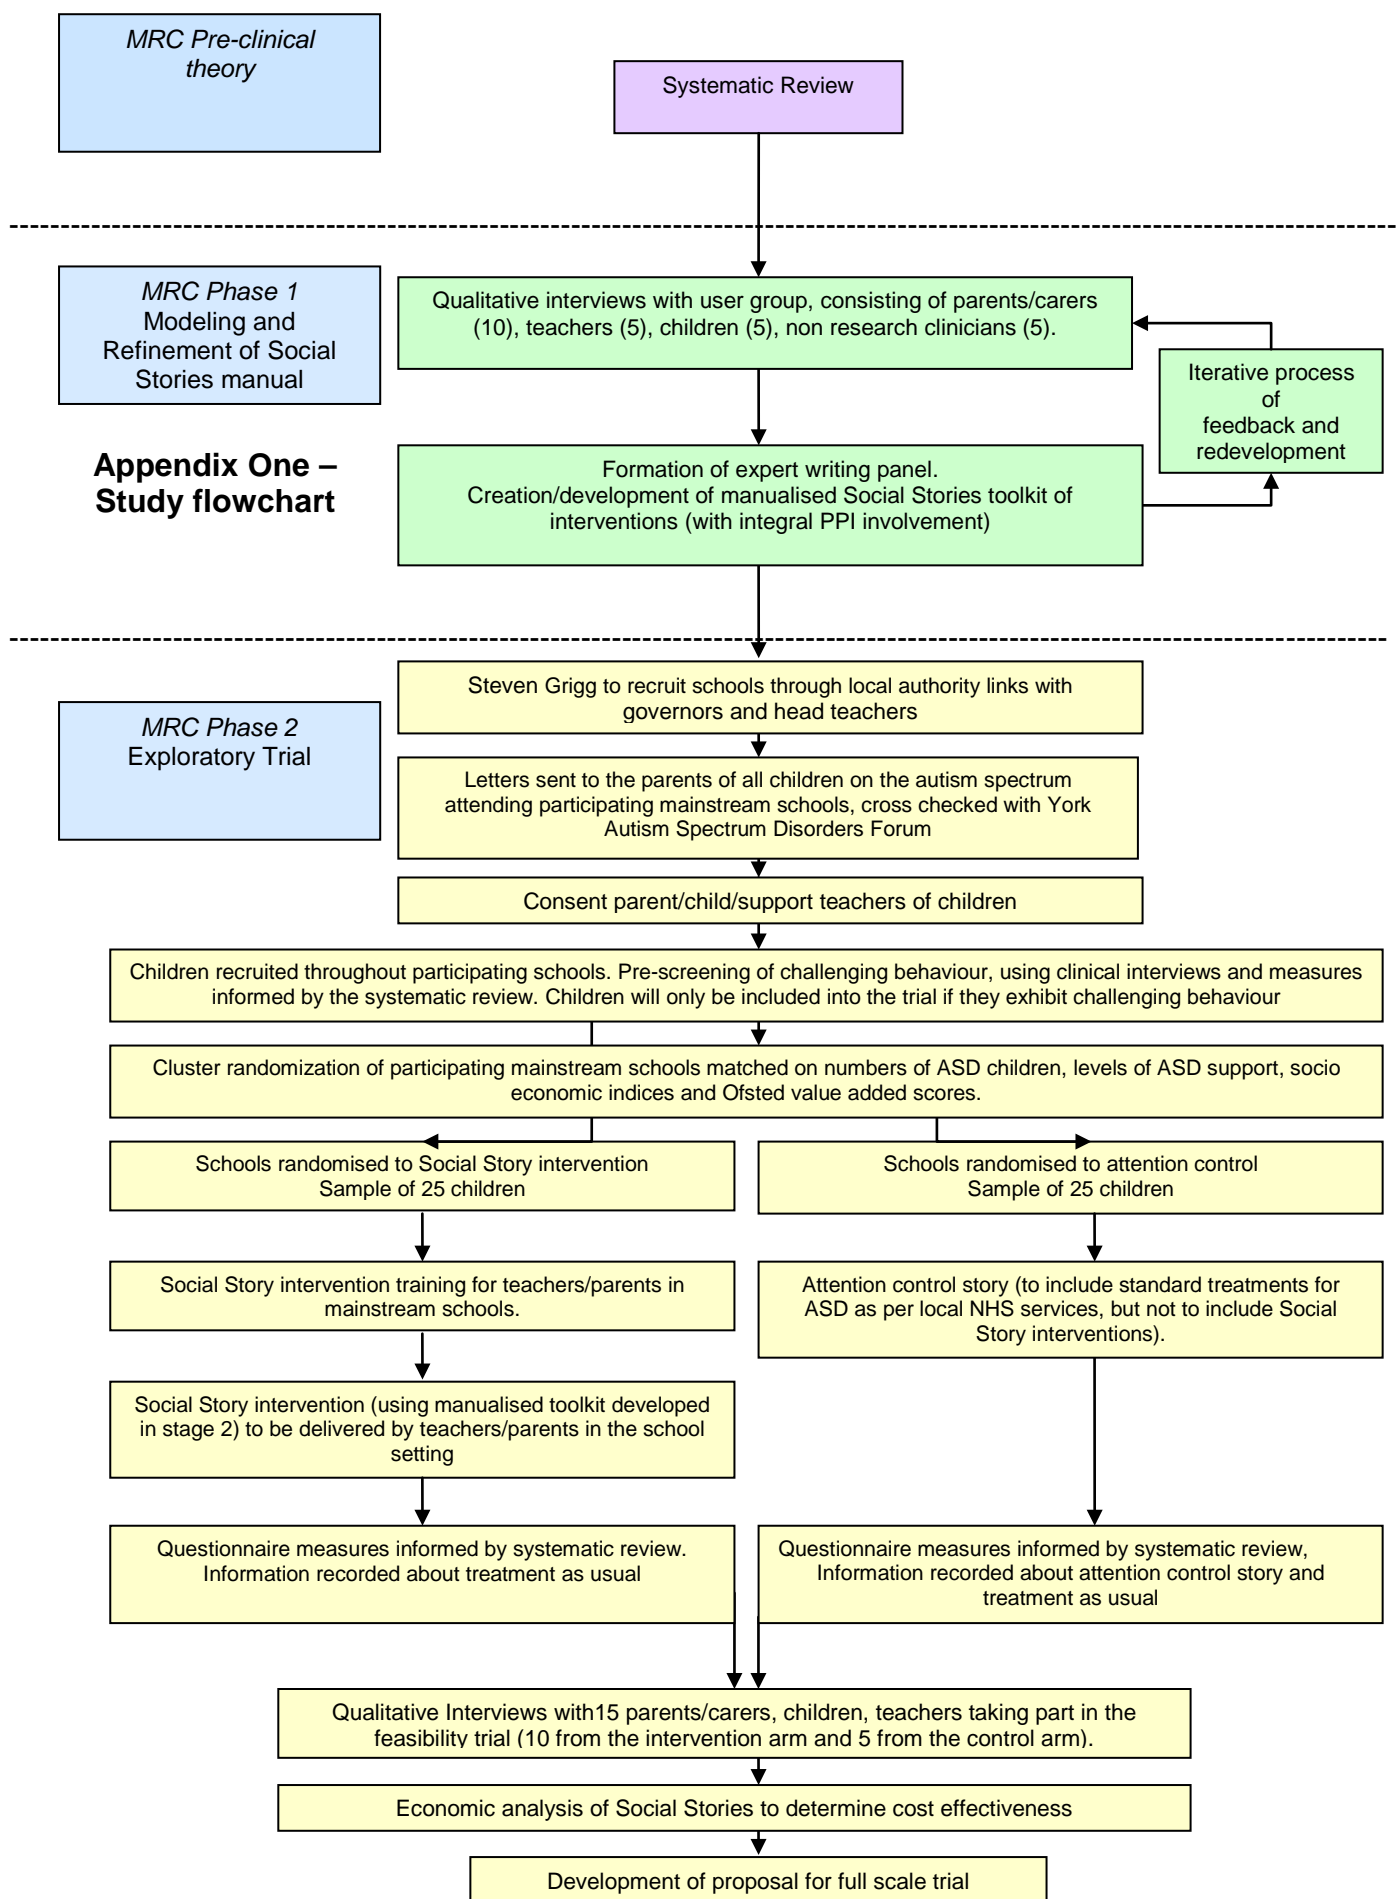 MRC Pre-clinical
theory
Systematic Review
MRC Phase 1
Modeling and
Refinement of Social
Stories manual
Qualitative interviews with user group, consisting of parents/carers
(10), teachers (5), children (5), non research clinicians (5).
Iterative process
of
feedback and
redevelopment
Appendix One –
Study flowchart
Formation of expert writing panel.
Creation/development of manualised Social Stories toolkit of
interventions (with integral PPI involvement)
MRC Phase 2
Exploratory Trial
Steven Grigg to recruit schools through local authority links with
governors and head teachers
Letters sent to the parents of all children on the autism spectrum
attending participating mainstream schools, cross checked with York
Autism Spectrum Disorders Forum
Consent parent/child/support teachers of children
Children recruited throughout participating schools. Pre-screening of challenging behaviour, using clinical interviews and measures
informed by the systematic review. Children will only be included into the trial if they exhibit challenging behaviour
Cluster randomization of participating mainstream schools matched on numbers of ASD children, levels of ASD support, socio
economic indices and Ofsted value added scores.
Schools randomised to Social Story intervention
Sample of 25 children
Schools randomised to attention control
Sample of 25 children
Social Story intervention training for teachers/parents in
mainstream schools.
Attention control story (to include standard treatments for
ASD as per local NHS services, but not to include Social
Story interventions).
Social Story intervention (using manualised toolkit developed
in stage 2) to be delivered by teachers/parents in the school
setting
Questionnaire measures informed by systematic review.
Information recorded about treatment as usual
Questionnaire measures informed by systematic review,
Information recorded about attention control story and
treatment as usual
Qualitative Interviews with15 parents/carers, children, teachers taking part in the
feasibility trial (10 from the intervention arm and 5 from the control arm).
Economic analysis of Social Stories to determine cost effectiveness
Development of proposal for full scale trial